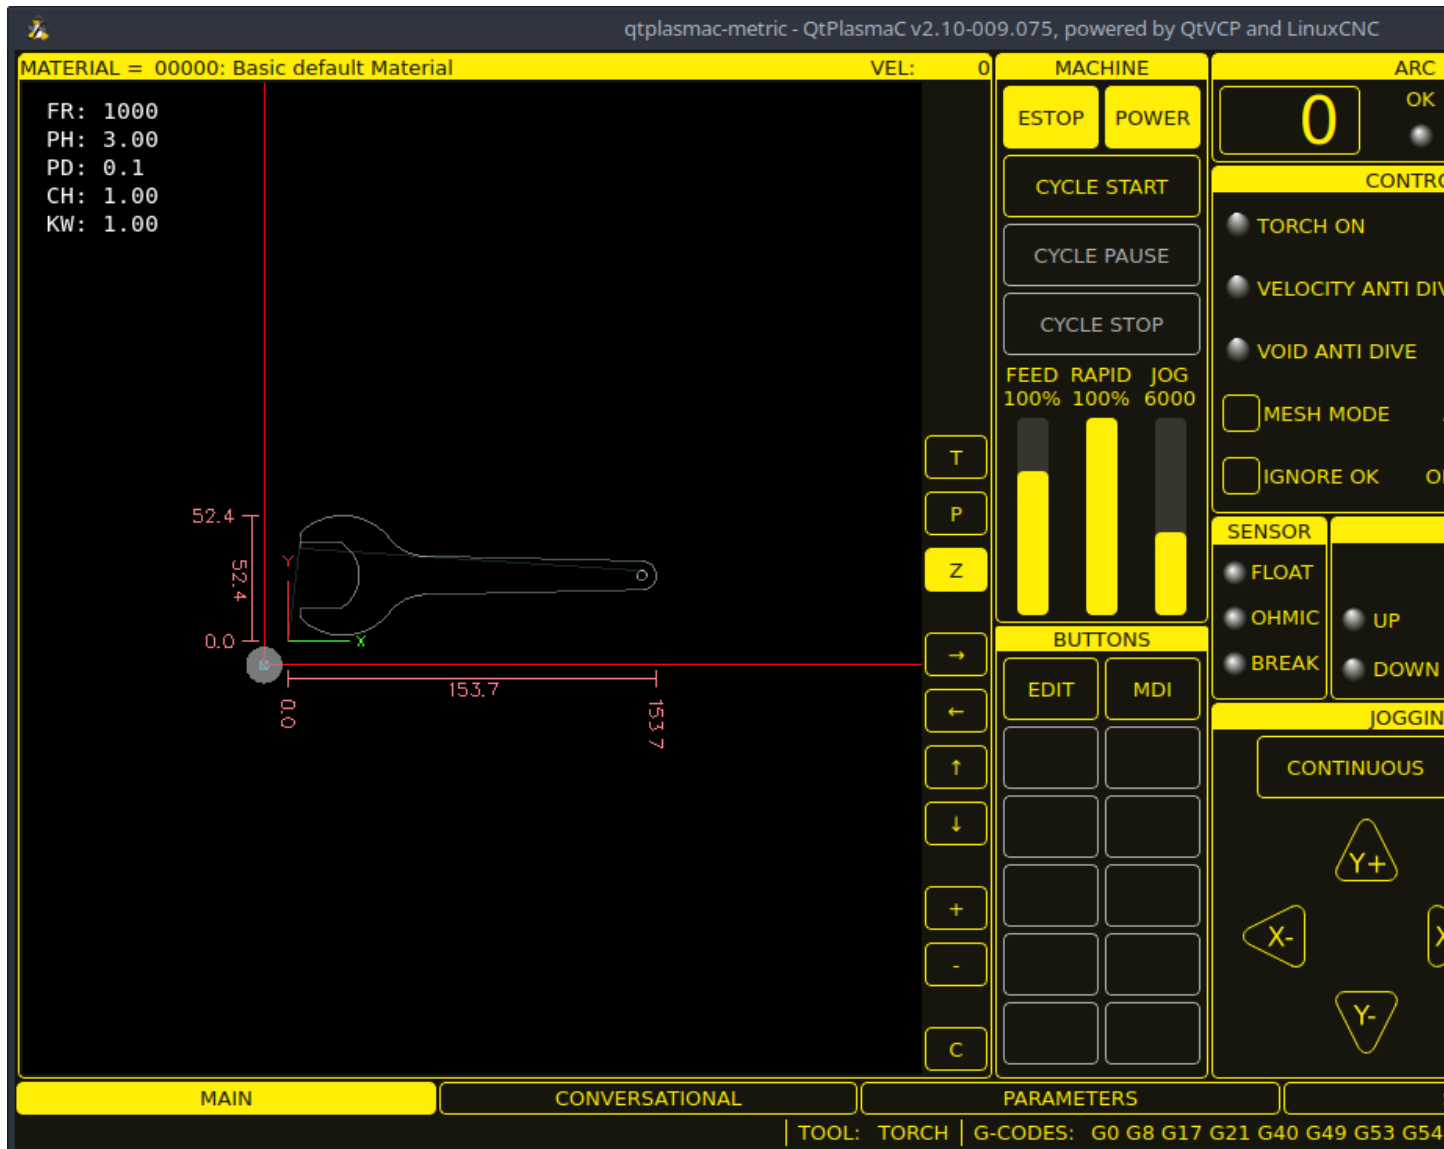 qtplasmac-metric - QtPlasmaC v2.10-009.075, powered by QtVCP and LinuxCNC
MATERIAL = 00000: Basic default Material
VEL: 0
FR: 1000
PH: 3.00
PD: 0.1
CH: 1.00
KW: 1.00
52.4
52.4
0.0
Y
X
153.7
0.0
153.7
T
P
Z
→
←
↑
↓
+
-
C
MACHINE
ESTOP POWER
CYCLE START
CYCLE PAUSE
CYCLE STOP
FEED RAPID JOG
100% 100% 6000
BUTTONS
EDIT MDI
ARC
0
OK
CONTRO
TORCH ON
VELOCITY ANTI DIV
VOID ANTI DIVE
MESH MODE
IGNORE OK
SENSOR
FLOAT
OHMIC
BREAK
UP
DOWN
JOGGIN
CONTINUOUS
Y+
X-
Y-
MAIN CONVERSATIONAL PARAMETERS
TOOL: TORCH G-CODES: G0 G8 G17 G21 G40 G49 G53 G54